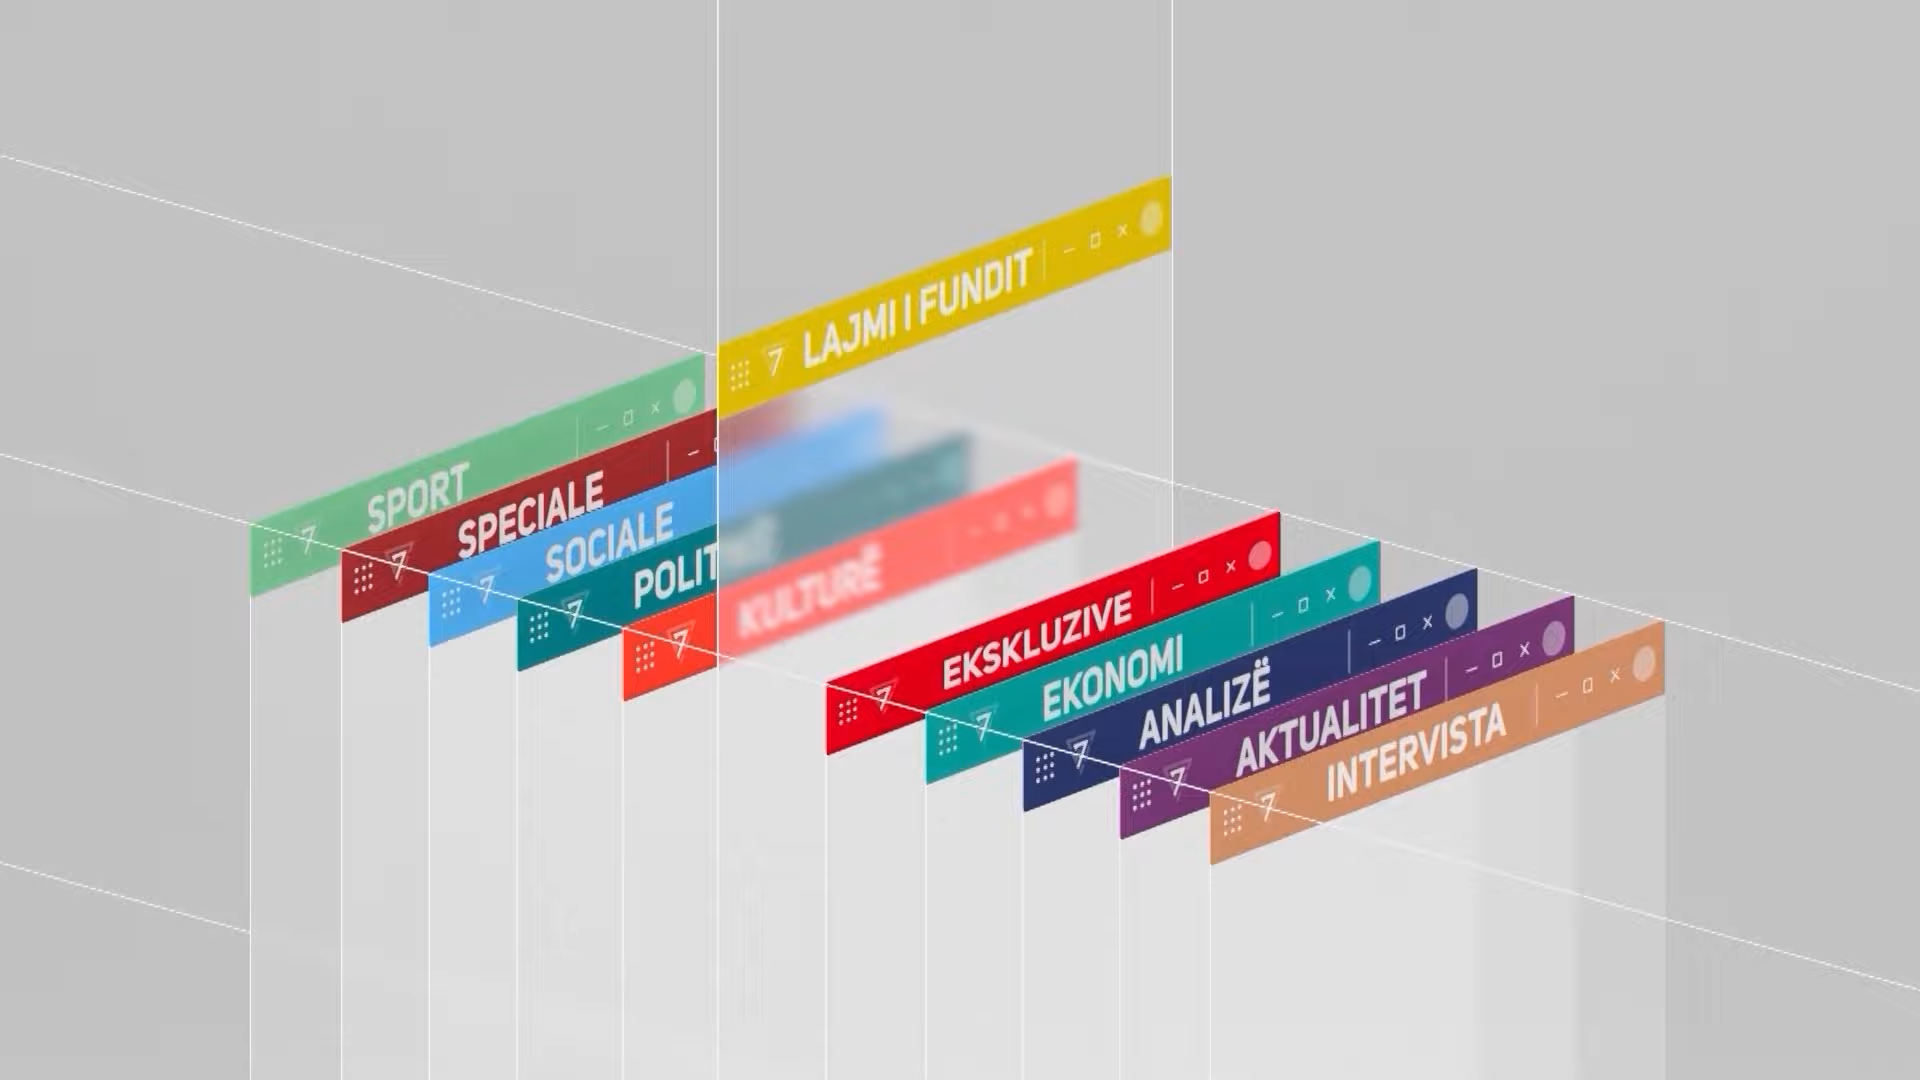 LAJMI I FUNDIT
SPORT
SPECIALE
SOCIALE
POLIT
KULTURË
EKSKLUZIVE
EKONOMI
ANALIZË
AKTUALITET
INTERVISTA